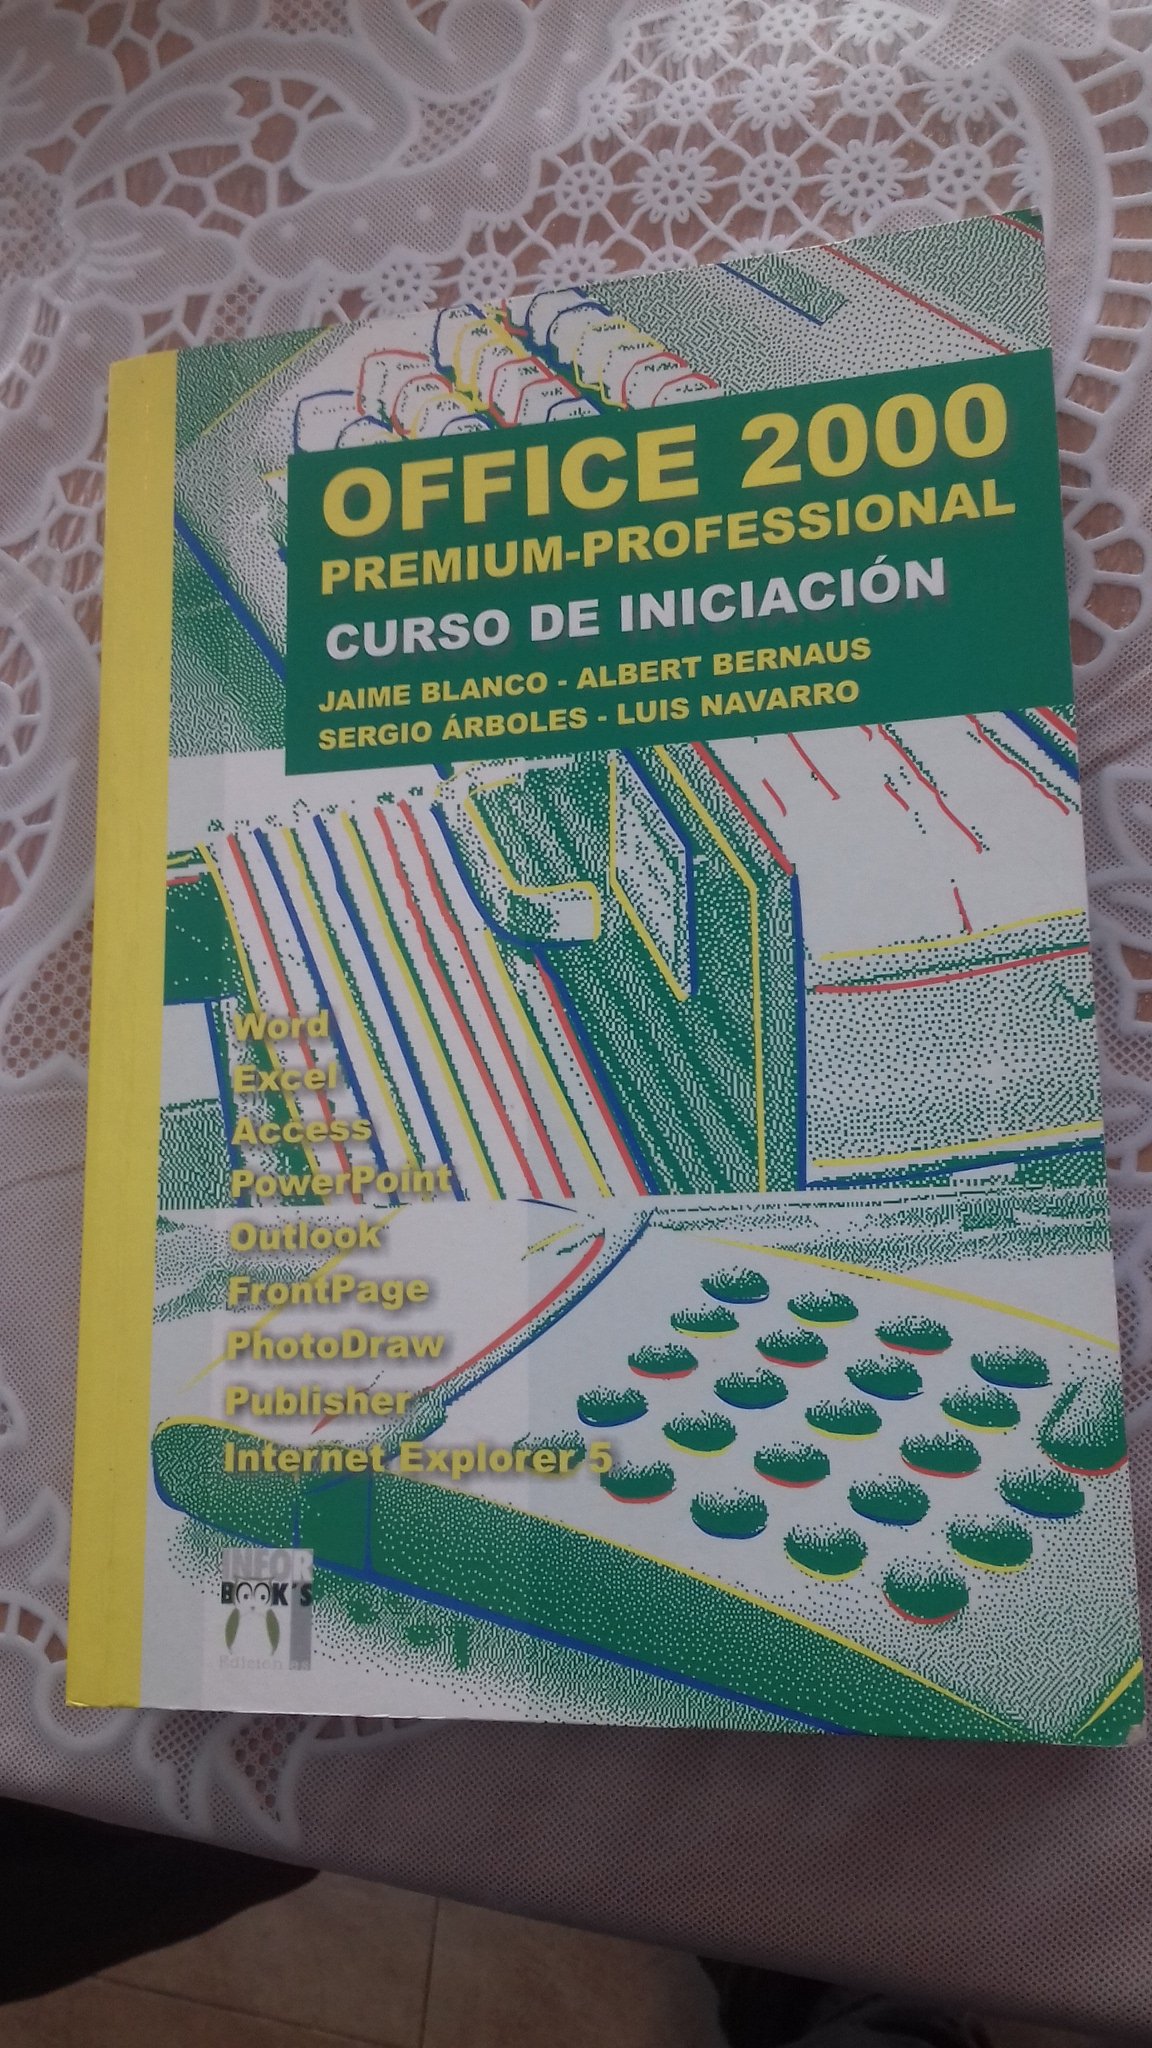 OFFICE 2000
PREMIUM-PROFESSIONAL
CURSO DE INICIACIÓN
JAIME BLANCO - ALBERT BERNAUS
SERGIO ÁRBOLES - LUIS NAVARRO
Word
Excel
Access
PowerPoint
Outlook
FrontPage
PhotoDraw
Publisher
Internet Explorer 5
INFOR
BOOK´S
Ediciones